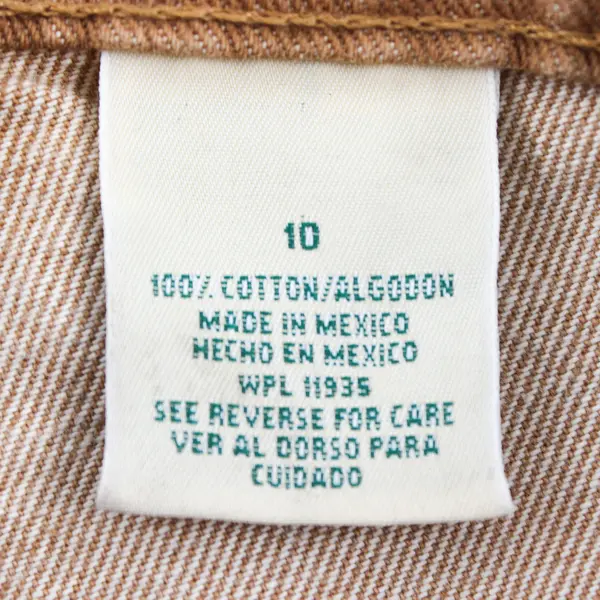 10
100% COTTON/ALGODON
MADE IN MEXICO
HECHO EN MEXICO
WPL 11935
SEE REVERSE FOR CARE
VER AL DORSO PARA
CUIDADO